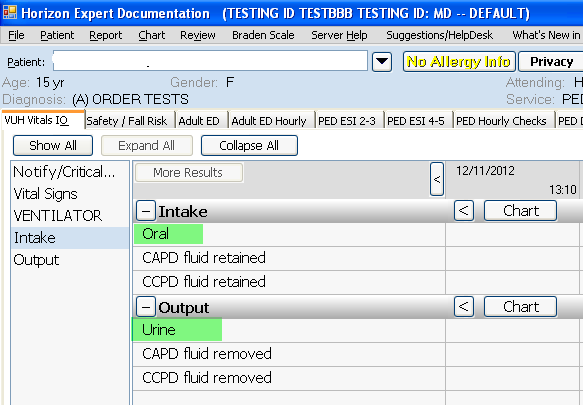 Horizon Expert Documentation (TESTING ID TESTBBB TESTING ID: MD -- DEFAULT)
File Patient Report Chart Review Braden Scale Server Help Suggestions/HelpDesk What's New in
Patient: No Allergy Info Privacy
Age: 15 yr Gender: F Attending: H
Diagnosis: (A) ORDER TESTS Service: PED
VUH Vitals IO Safety / Fall Risk Adult ED Adult ED Hourly PED ESI 2-3 PED ESI 4-5 PED Hourly Checks PED D
Show All Expand All Collapse All
Notify/Critical...
Vital Signs
VENTILATOR
Intake
Output
More Results < 12/11/2012
13:10
− Intake < Chart
Oral
CAPD fluid retained
CCPD fluid retained
− Output < Chart
Urine
CAPD fluid removed
CCPD fluid removed